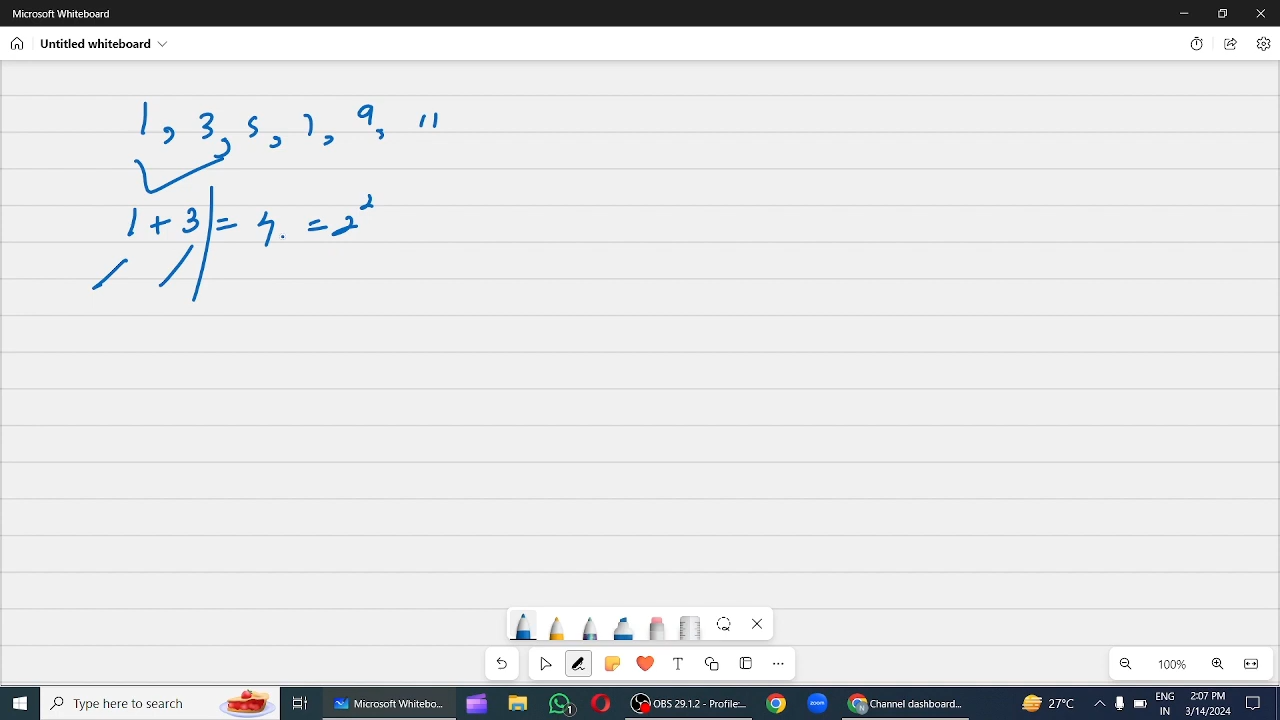 Microsoft Whiteboard
Untitled whiteboard
1, 3, 5, 7, 9, 11
1 + 3 = 4. = 2²
100%
Type here to search
Microsoft Whitebo...
1
OBS 29.1.2 - Profile...
Channel dashboard...
27°C
ENG
IN
2:07 PM
3/14/2024